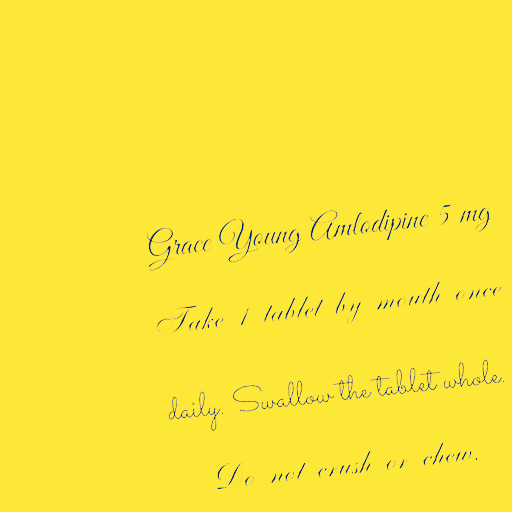 Grace Young Amlodipine 5 mg
Take 1 tablet by mouth once
daily. Swallow the tablet whole.
Do not crush or chew.